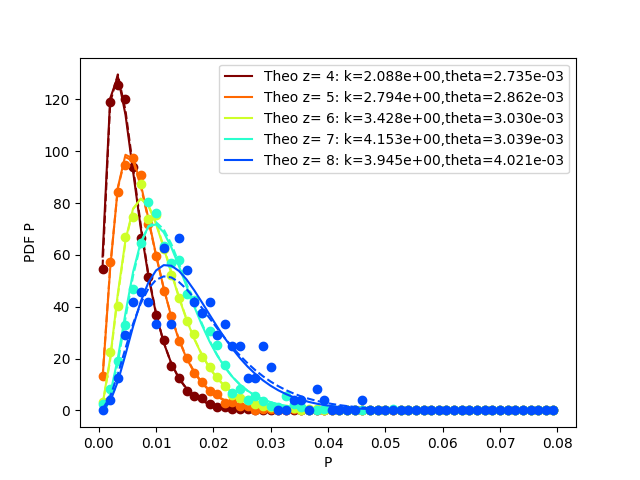 Theo z= 4: k=2.088e+00,theta=2.735e-03
Theo z= 5: k=2.794e+00,theta=2.862e-03
Theo z= 6: k=3.428e+00,theta=3.030e-03
Theo z= 7: k=4.153e+00,theta=3.039e-03
Theo z= 8: k=3.945e+00,theta=4.021e-03
120
100
80
60
40
20
0
PDF P
0.00 0.01 0.02 0.03 0.04 0.05 0.06 0.07 0.08
P